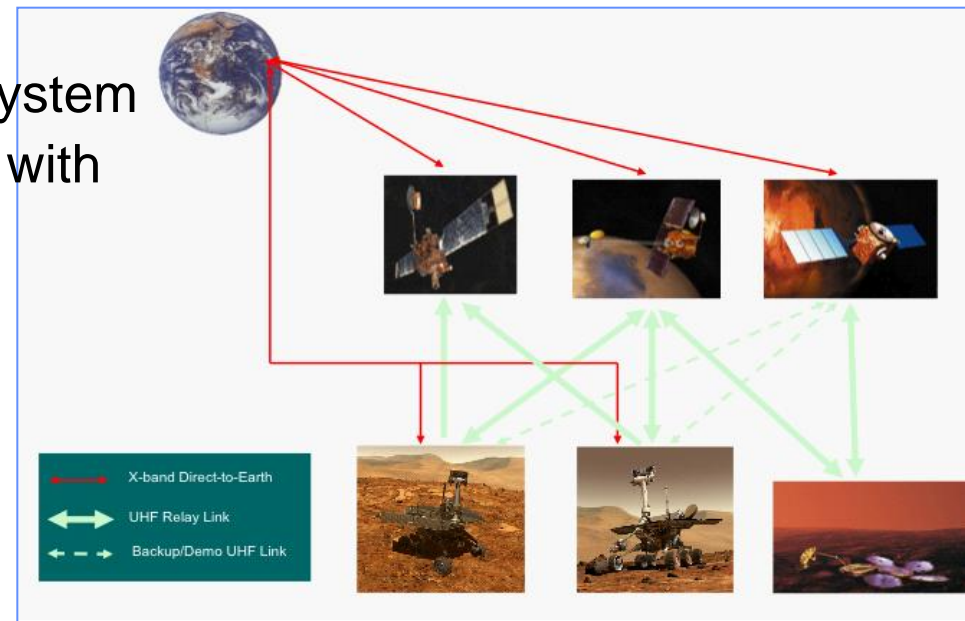 ystem
with
X-band Direct-to-Earth
UHF Relay Link
Backup/Demo UHF Link